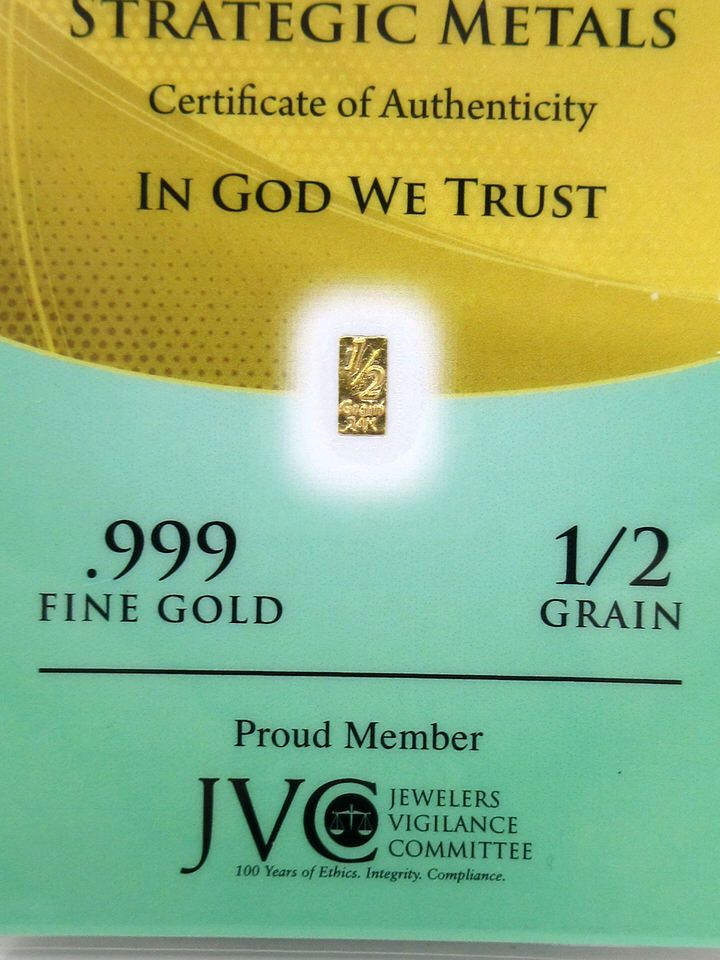 STRATEGIC METALS
Certificate of Authenticity
IN GOD WE TRUST
1/2
Grain
24K
.999
FINE GOLD
1/2
GRAIN
Proud Member
JVC
JEWELERS
VIGILANCE
COMMITTEE
100 Years of Ethics. Integrity. Compliance.